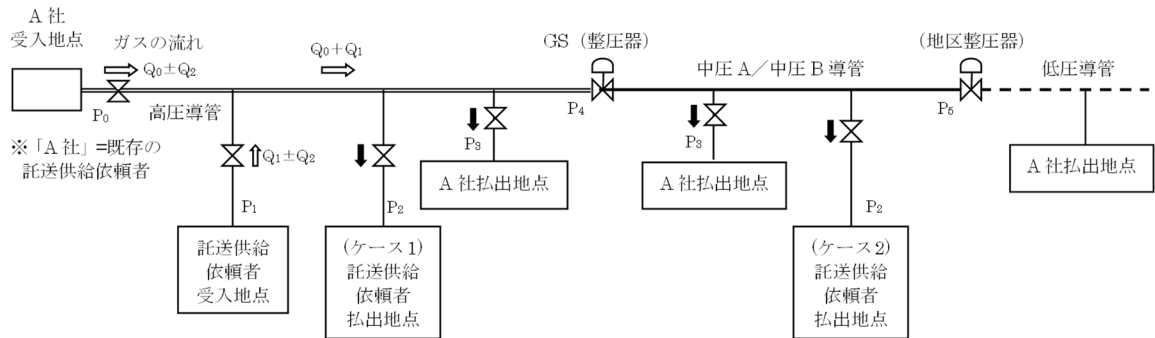 A 社
受入地点
ガスの流れ
Q₀±Q₂
Q₀＋Q₁
GS（整圧器）
中圧A／中圧B導管
（地区整圧器）
低圧導管
P₀
高圧導管
P₄
P₅
※「A 社」=既存の
託送供給依頼者
Q₁±Q₂
P₃
A 社払出地点
P₃
A 社払出地点
A 社払出地点
P₁
P₂
P₂
託送供給
依頼者
受入地点
(ケース 1)
託送供給
依頼者
払出地点
(ケース 2)
託送供給
依頼者
払出地点